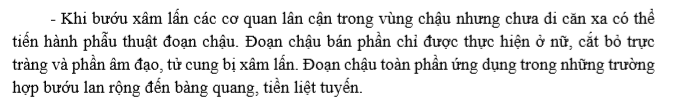 - Khi bướu xâm lấn các cơ quan lân cận trong vùng chậu nhưng chưa di căn xa có thể
tiến hành phẫu thuật đoạn chậu. Đoạn chậu bán phần chỉ được thực hiện ở nữ, cắt bỏ trực
tràng và phần âm đạo, tử cung bị xâm lấn. Đoạn chậu toàn phần ứng dụng trong những trường
hợp bướu lan rộng đến bàng quang, tiền liệt tuyến.